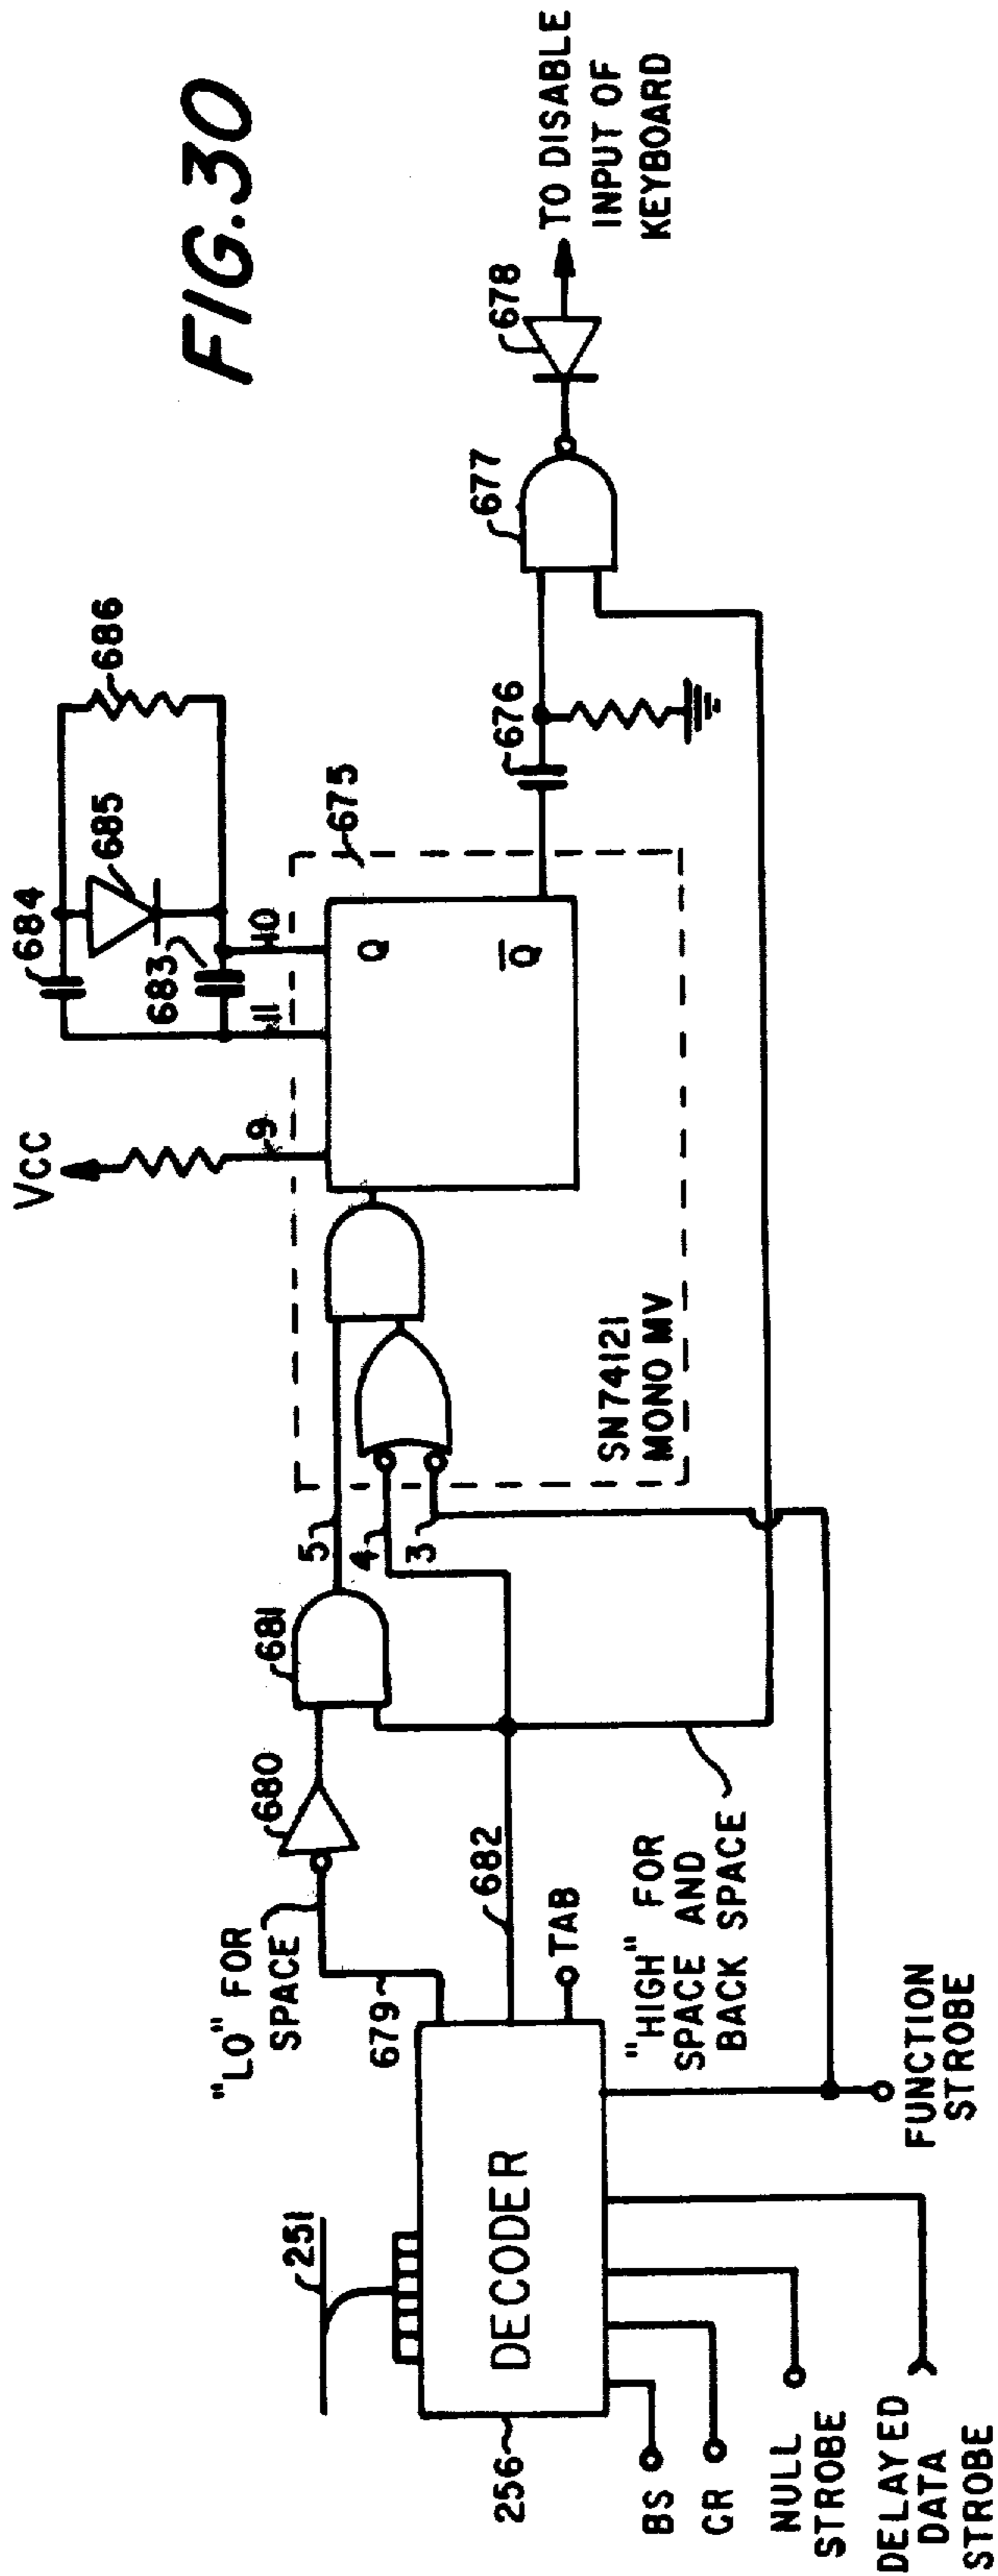 FIG.30
251
256
DECODER
BS
CR
NULL
STROBE
DELAYED
DATA
STROBE
FUNCTION
STROBE
TAB
"LO" FOR
SPACE
679
680
681
682
"HIGH" FOR
SPACE AND
BACK SPACE
5
4
3
SN74121
MONO MV
VCC
9
11
10
683
684
685
686
675
Q
Q̅
676
677
678
TO DISABLE
INPUT OF
KEYBOARD